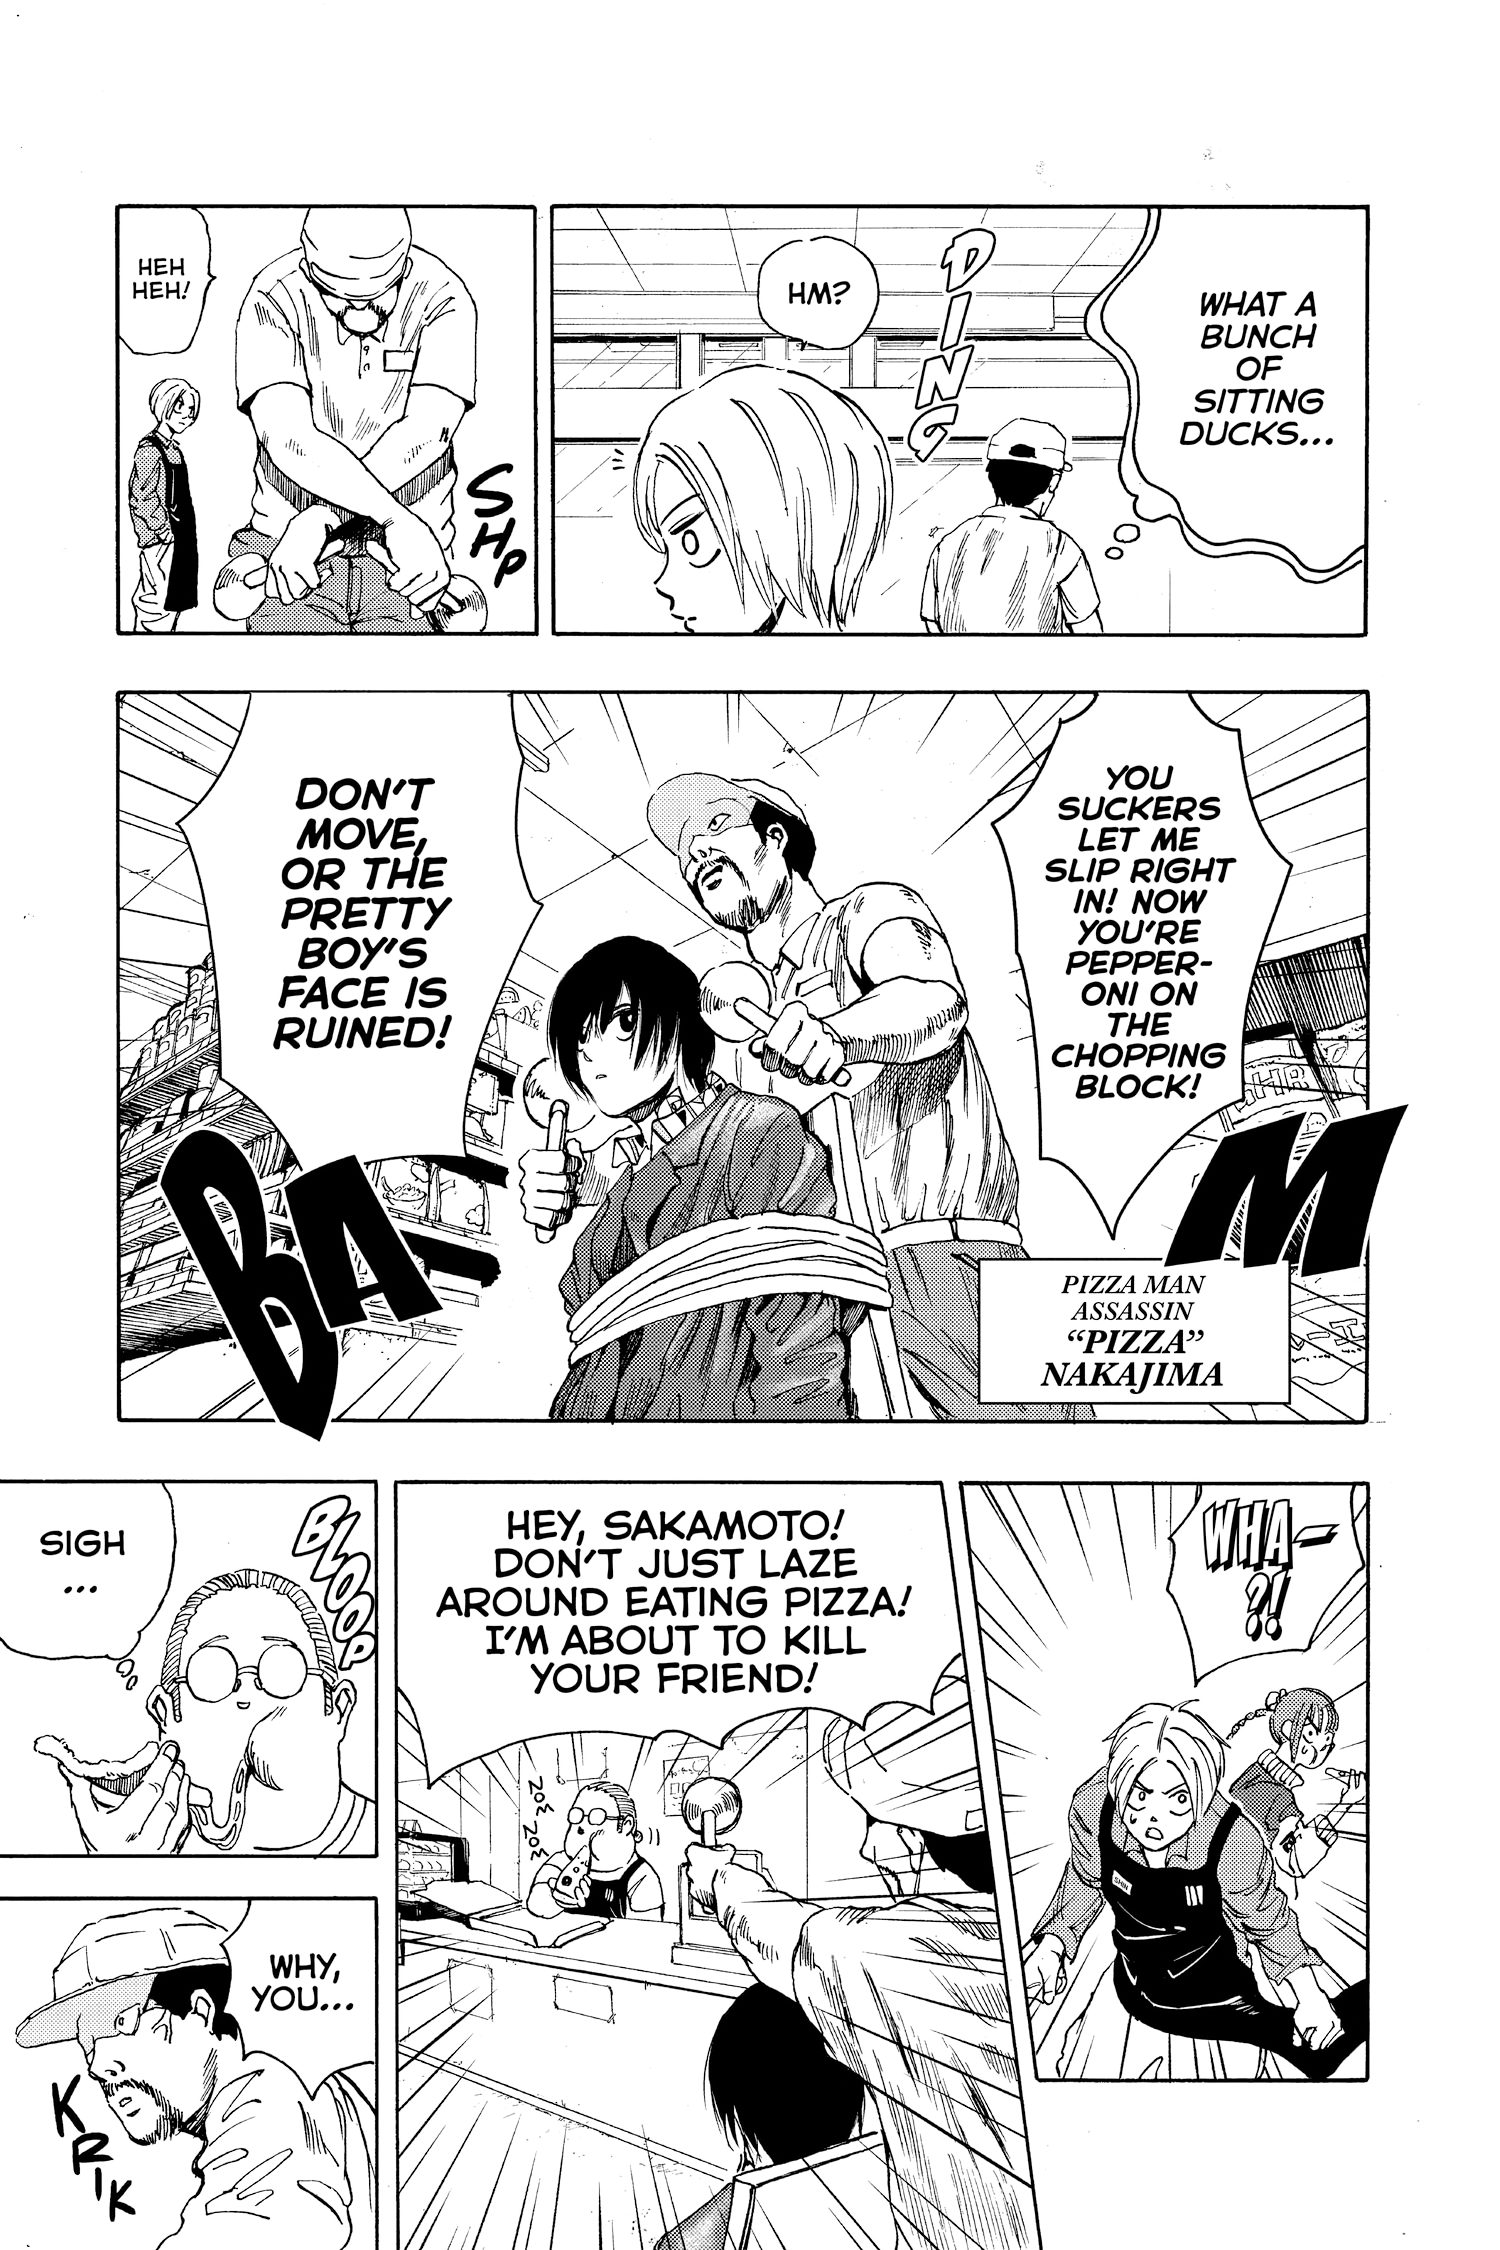 WHAT A
BUNCH
OF
SITTING
DUCKS...
DING
HM?
HEH
HEH!
SHP
YOU
SUCKERS
LET ME
SLIP RIGHT
IN! NOW
YOU'RE
PEPPER-
ONI ON
THE
CHOPPING
BLOCK!
DON'T
MOVE,
OR THE
PRETTY
BOY'S
FACE IS
RUINED!
BA-M
PIZZA MAN
ASSASSIN
“PIZZA”
NAKAJIMA
WHA-
?!
SHIN
HEY, SAKAMOTO!
DON'T JUST LAZE
AROUND EATING PIZZA!
I'M ABOUT TO KILL
YOUR FRIEND!
NOM NOM
SIGH
...
BLOOP
WHY,
YOU...
KRIK